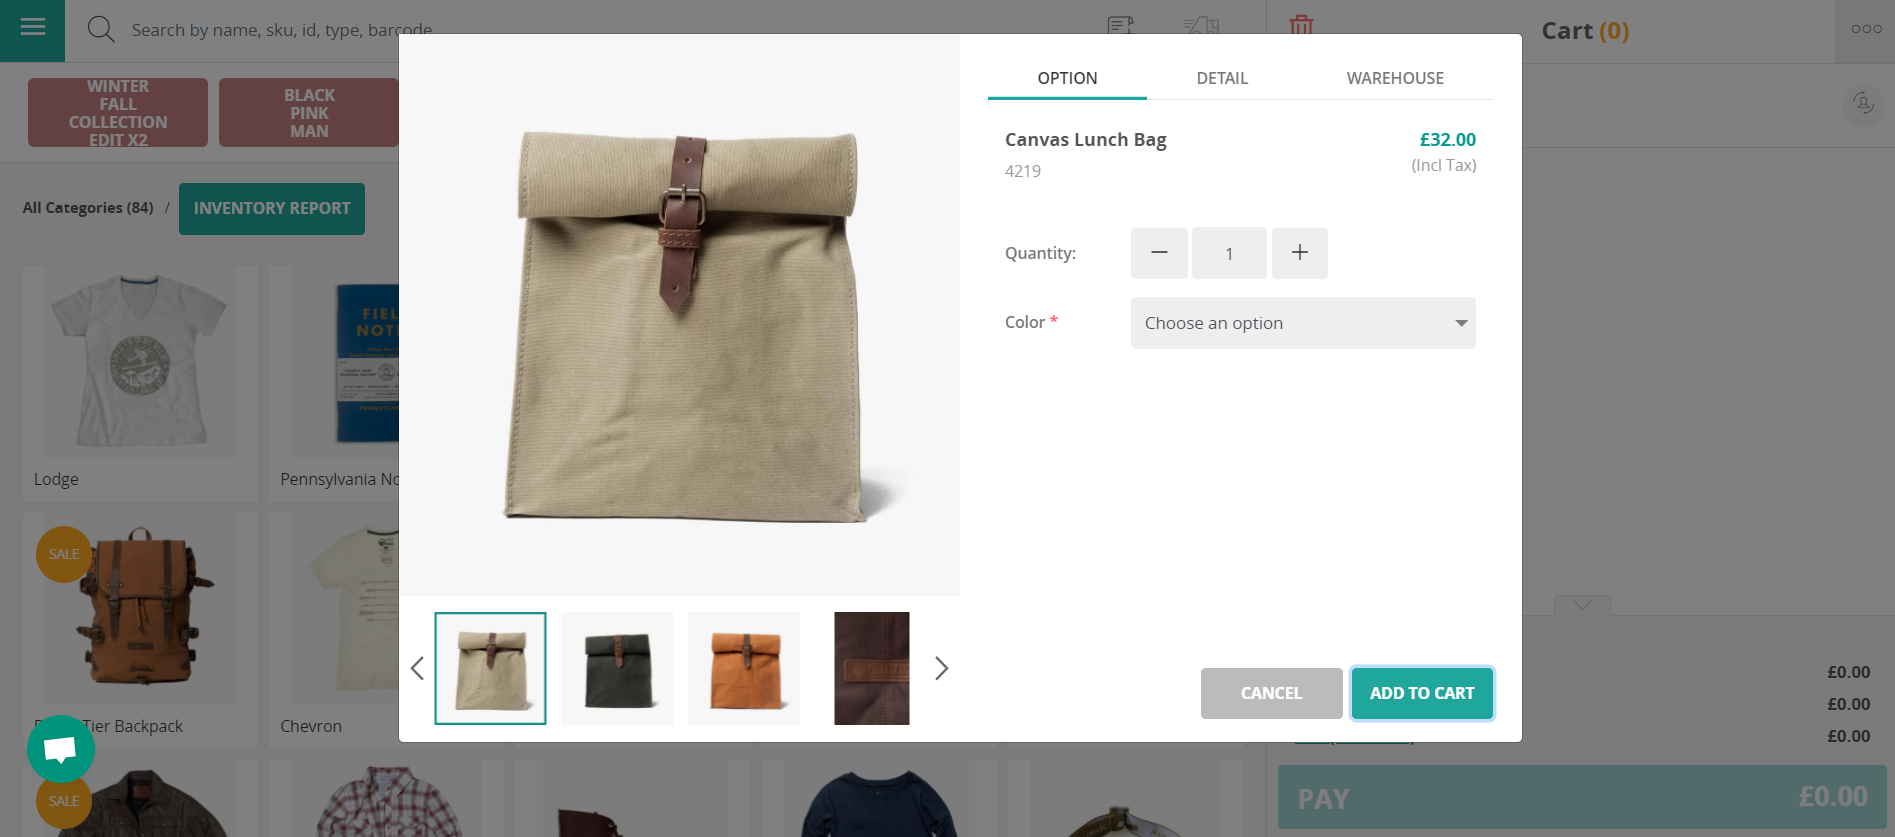 Search by name, sku, id, type, barcode
Cart (0)
WINTER
FALL
COLLECTION
EDIT X2
BLACK
PINK
MAN
All Categories (84) /
INVENTORY REPORT
OPTION
DETAIL
WAREHOUSE
Canvas Lunch Bag
£32.00
4219
(Incl Tax)
Quantity:
1
Color *
Choose an option
FIEL
NOT
PENNSYLVAN
Lodge
Pennsylvania No
SALE
Tier Backpack
Chevron
£0.00
£0.00
£0.00
CANCEL
ADD TO CART
SALE
PAY
£0.00